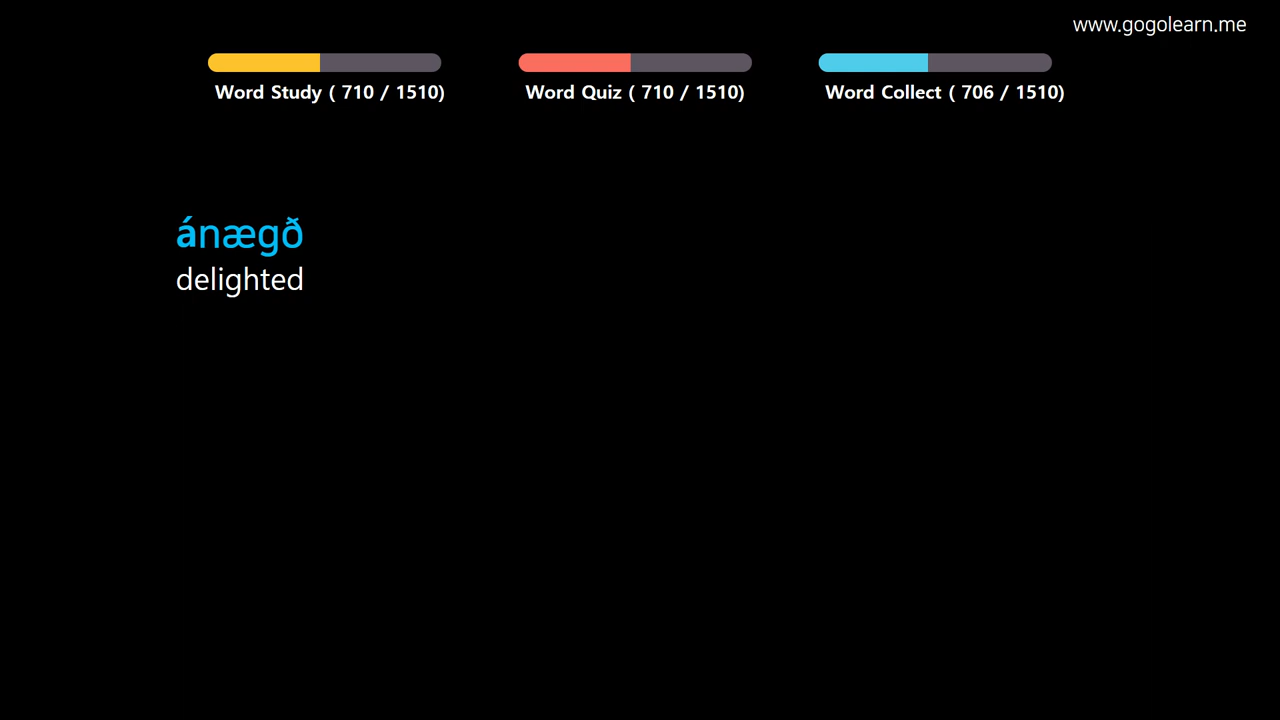 www.gogolearn.me
Word Study ( 710 / 1510)
Word Quiz ( 710 / 1510)
Word Collect ( 706 / 1510)
ánægð
delighted